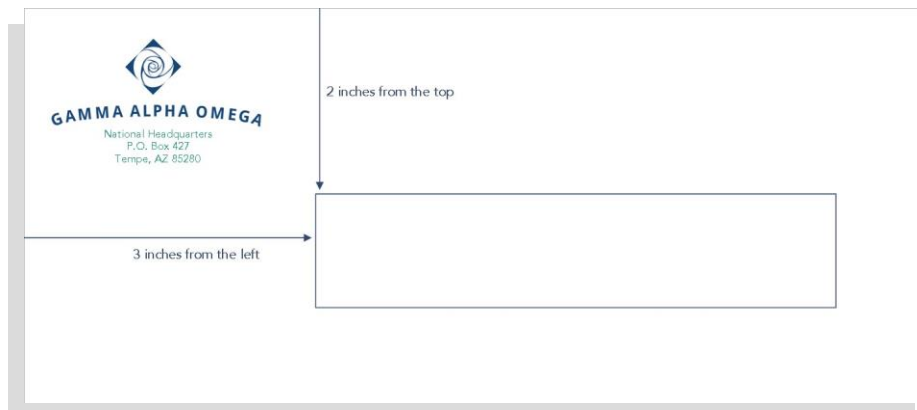 GAMMA ALPHA OMEGA
National Headquarters
P.O. Box 427
Tempe, AZ 85280
2 inches from the top
3 inches from the left